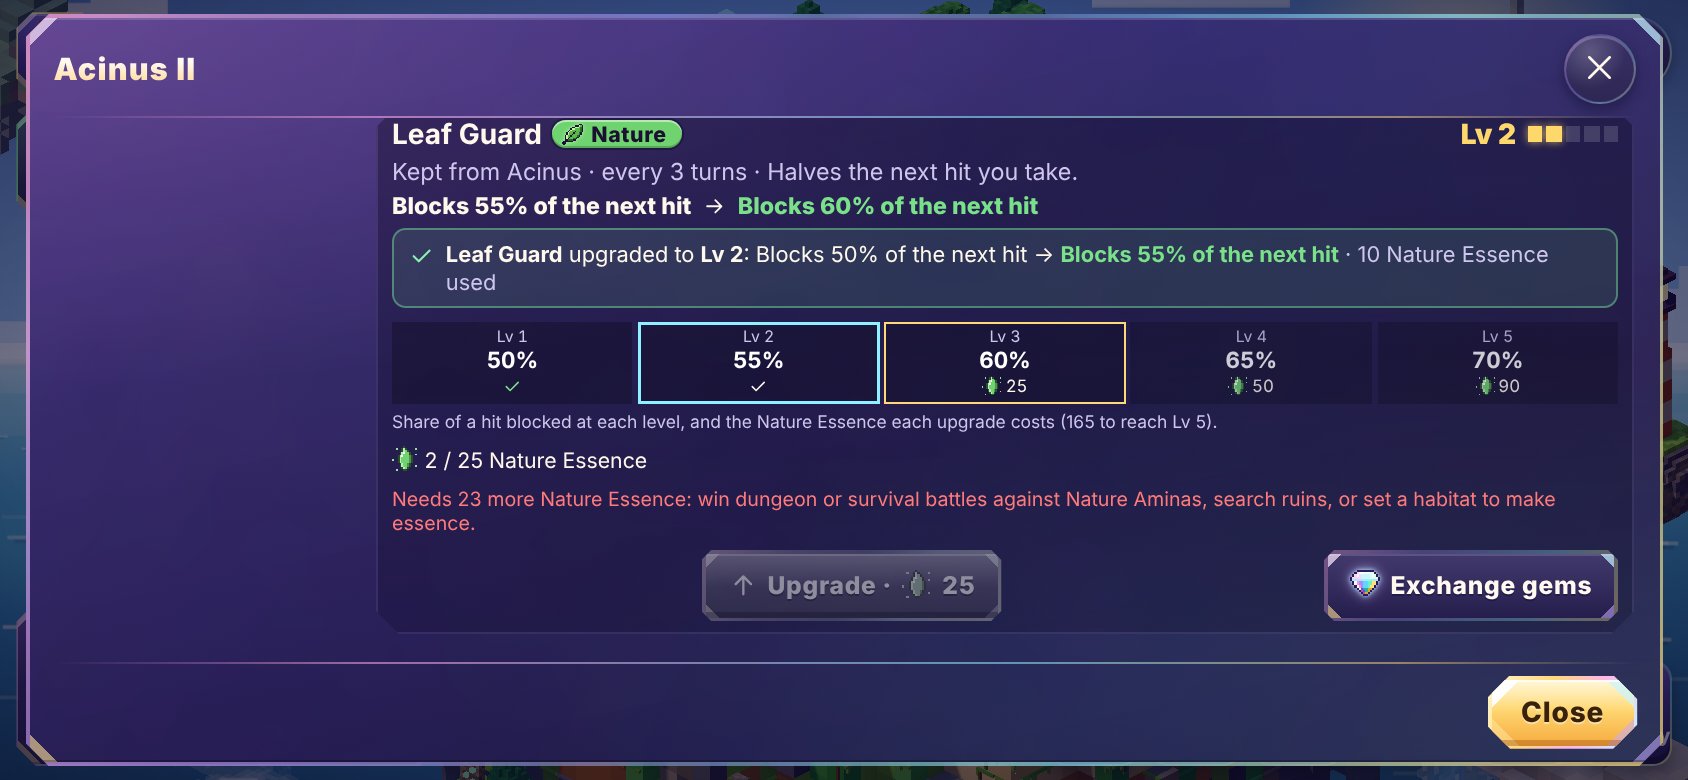 Acinus II
Leaf Guard Nature Lv 2
Kept from Acinus · every 3 turns · Halves the next hit you take.
Blocks 55% of the next hit → Blocks 60% of the next hit
Leaf Guard upgraded to Lv 2: Blocks 50% of the next hit → Blocks 55% of the next hit · 10 Nature Essence
used
Lv 1 Lv 2 Lv 3 Lv 4 Lv 5
50% 55% 60% 65% 70%
✓ ✓ 25 50 90
Share of a hit blocked at each level, and the Nature Essence each upgrade costs (165 to reach Lv 5).
2 / 25 Nature Essence
Needs 23 more Nature Essence: win dungeon or survival battles against Nature Aminas, search ruins, or set a habitat to make
essence.
↑ Upgrade · 25 Exchange gems
Close